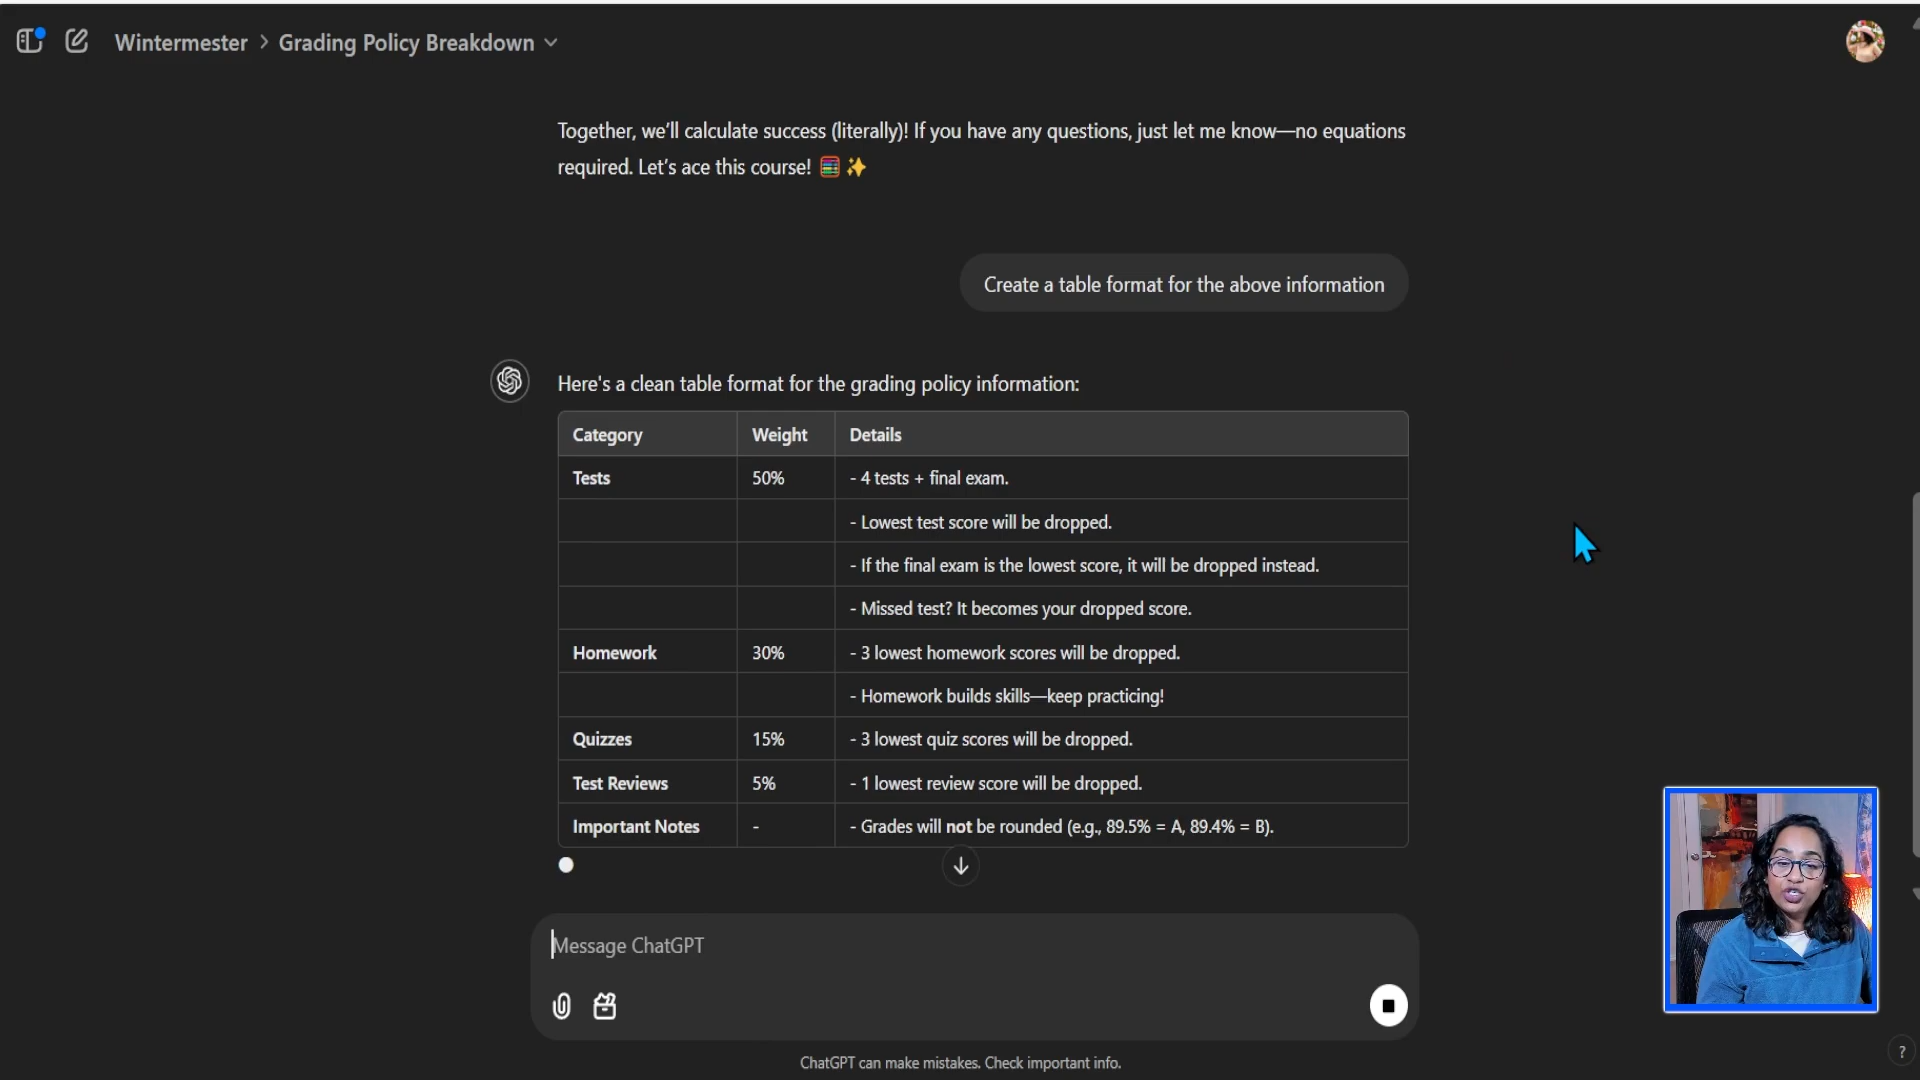 Wintermester > Grading Policy Breakdown
Together, we'll calculate success (literally)! If you have any questions, just let me know—no equations
required. Let's ace this course! 🧮✨
Create a table format for the above information
Here's a clean table format for the grading policy information:
Category Weight Details
Tests 50% - 4 tests + final exam.
- Lowest test score will be dropped.
- If the final exam is the lowest score, it will be dropped instead.
- Missed test? It becomes your dropped score.
Homework 30% - 3 lowest homework scores will be dropped.
- Homework builds skills—keep practicing!
Quizzes 15% - 3 lowest quiz scores will be dropped.
Test Reviews 5% - 1 lowest review score will be dropped.
Important Notes - - Grades will not be rounded (e.g., 89.5% = A, 89.4% = B).
Message ChatGPT
ChatGPT can make mistakes. Check important info.
?